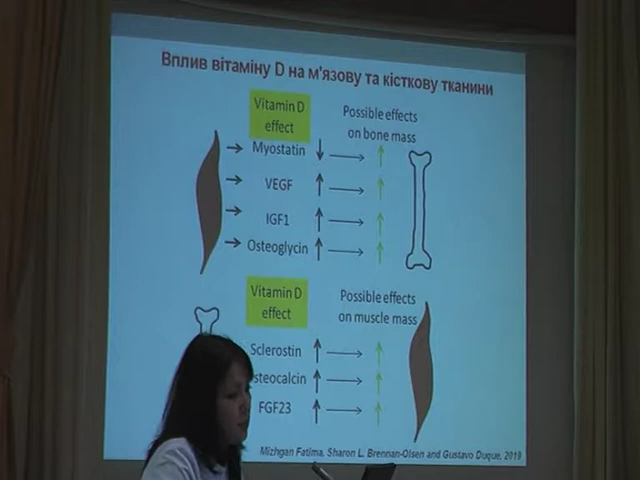 Вплив вітаміну D на м'язову та кісткову тканини
Vitamin D
effect
Possible effects
on bone mass
Myostatin
VEGF
IGF1
Osteoglycin
Vitamin D
effect
Possible effects
on muscle mass
Sclerostin
steocalcin
FGF23
Mizhgan Fatima, Sharon L. Brennan-Olsen and Gustavo Duque, 2019